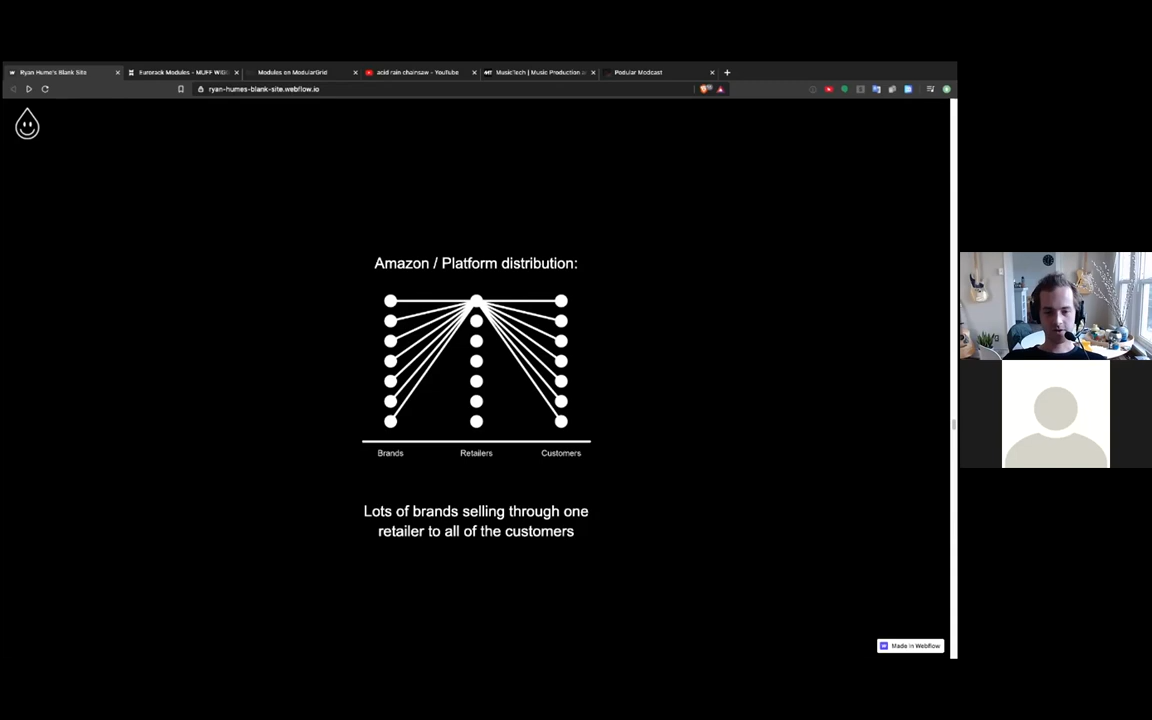 Ryan Hume's Blank Site
Eurorack Modules - MUFF WIG
Modules on ModularGrid
acid rain chainsaw - YouTube
MusicTech | Music Production a
Podular Modcast
ryan-humes-blank-site.webflow.io
Amazon / Platform distribution:
Brands
Retailers
Customers
Lots of brands selling through one
retailer to all of the customers
Made in Webflow